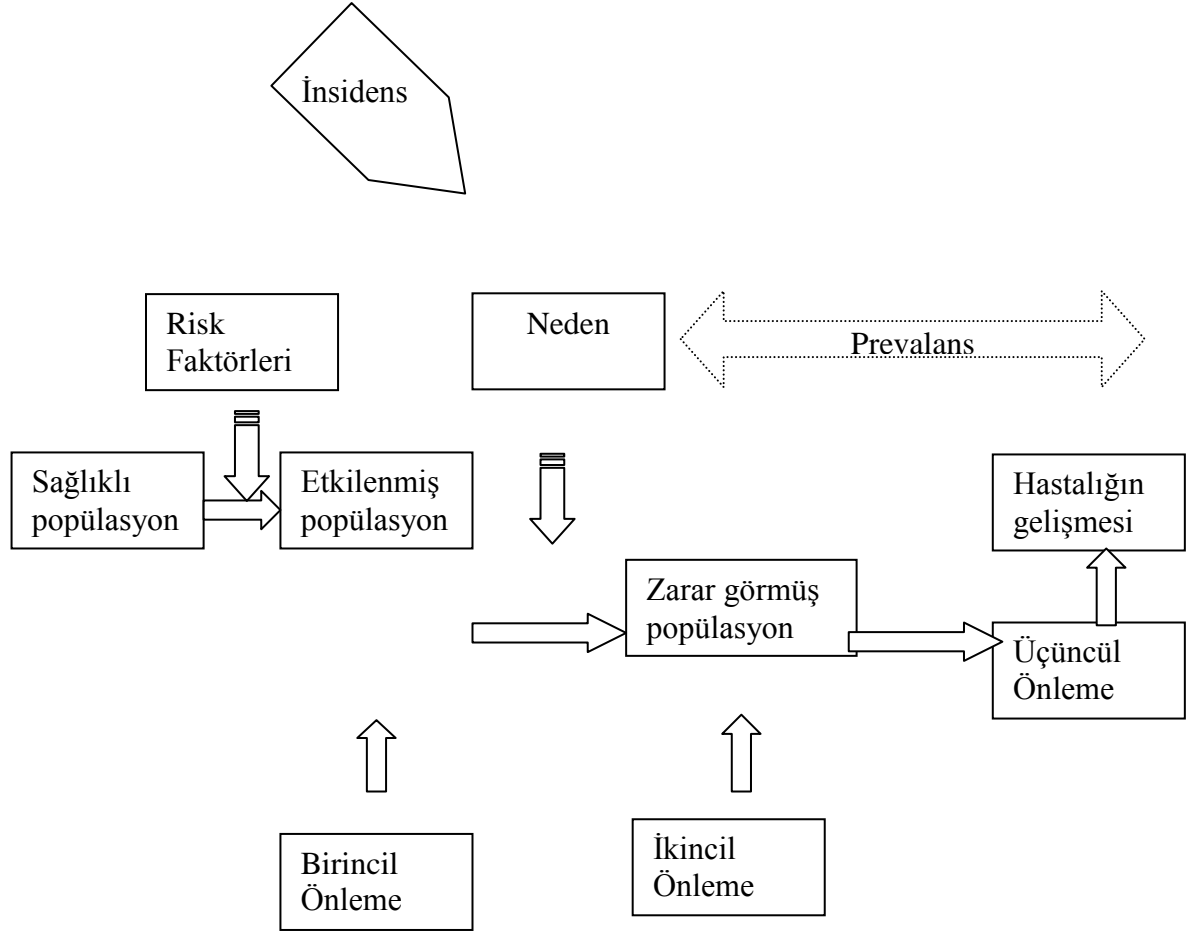 İnsidens
Risk
Faktörleri
Neden
Prevalans
Sağlıklı
popülasyon
Etkilenmiş
popülasyon
Hastalığın
gelişmesi
Zarar görmüş
popülasyon
Üçüncül
Önleme
Birincil
Önleme
İkincil
Önleme